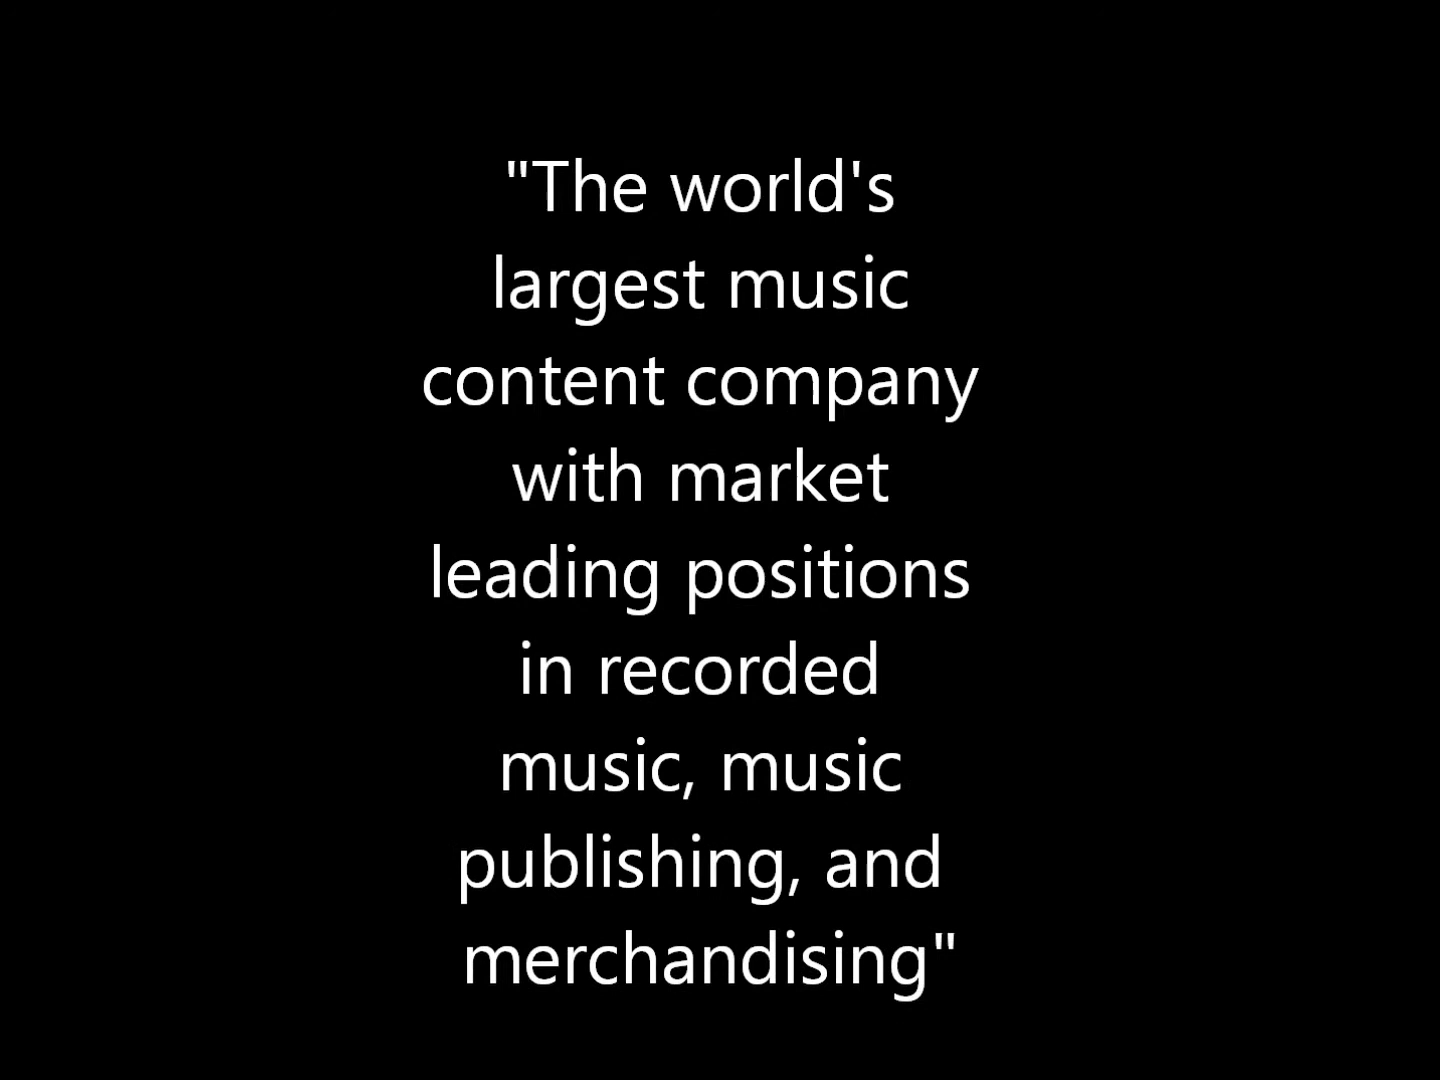 "The world's
largest music
content company
with market
leading positions
in recorded
music, music
publishing, and
merchandising"